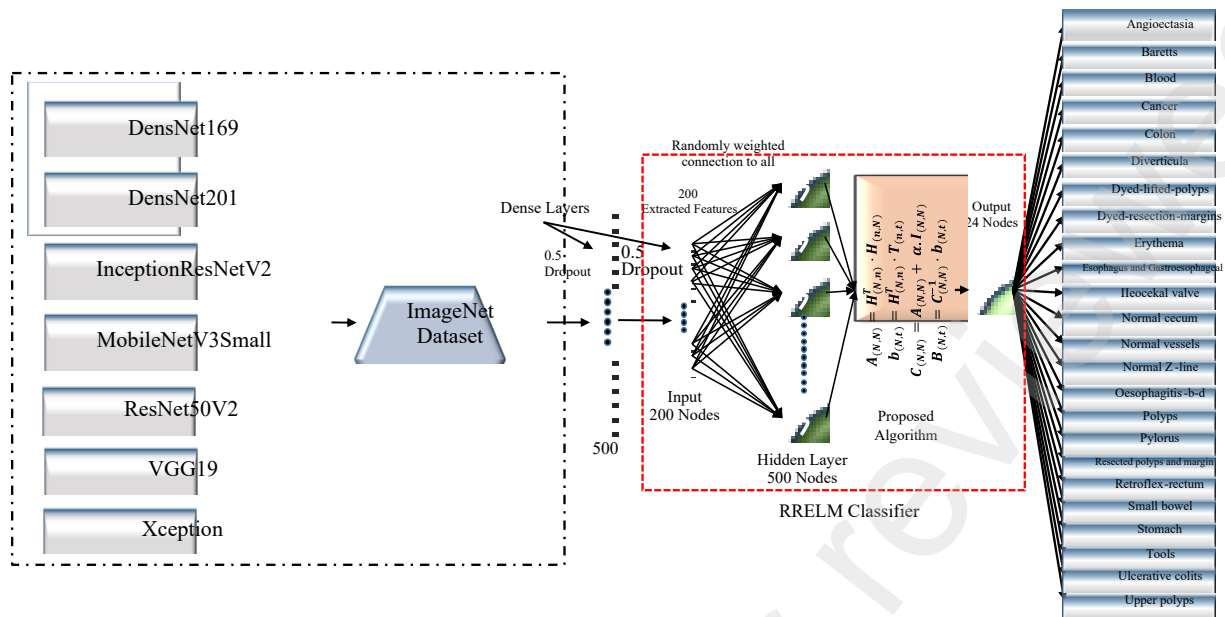 DensNet169
DensNet201
InceptionResNetV2
MobileNetV3Small
ResNet50V2
VGG19
Xception
ImageNet
Dataset
Dense Layers
0.5
Dropout
0.5
Dropout
500
200
Extracted Features
Randomly weighted
connection to all
Input
200 Nodes
Hidden Layer
500 Nodes
A(N,N) = H^T(N,n) · H(n,N)
b(N,t) = H^T(N,n) · T(n,t)
C(N,N) = A(N,N) + α. I(N,N)
B(N,t) = C^-1(N,N) · b(N,t)
Proposed
Algorithm
Output
24 Nodes
RRELM Classifier
Angioectasia
Baretts
Blood
Cancer
Colon
Diverticula
Dyed-lifted-polyps
Dyed-resection-margins
Erythema
Esophagus and Gastroesophageal
Ileocekal valve
Normal cecum
Normal vessels
Normal Z-line
Oesophagitis-b-d
Polyps
Pylorus
Resected polyps and margin
Retroflex-rectum
Small bowel
Stomach
Tools
Ulcerative colits
Upper polyps